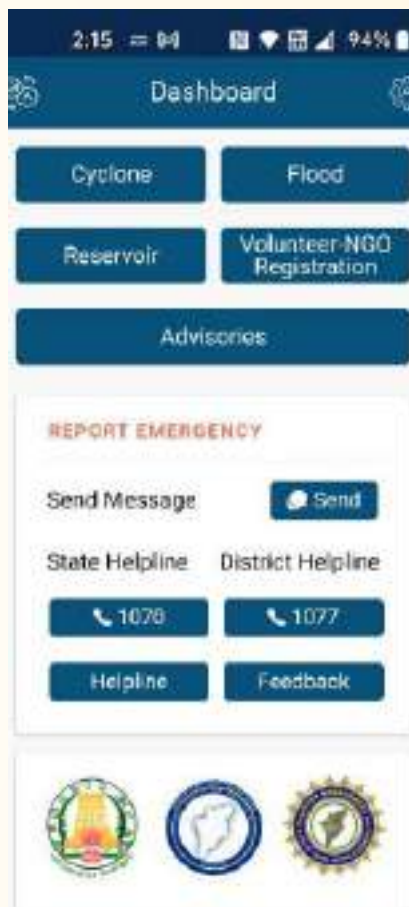 2:15 94%
Dashboard
Cyclone Flood
Reservoir Volunteer-NGO
Registration
Advisories
REPORT EMERGENCY
Send Message Send
State Helpline District Helpline
1070 1077
Helpline Feedback